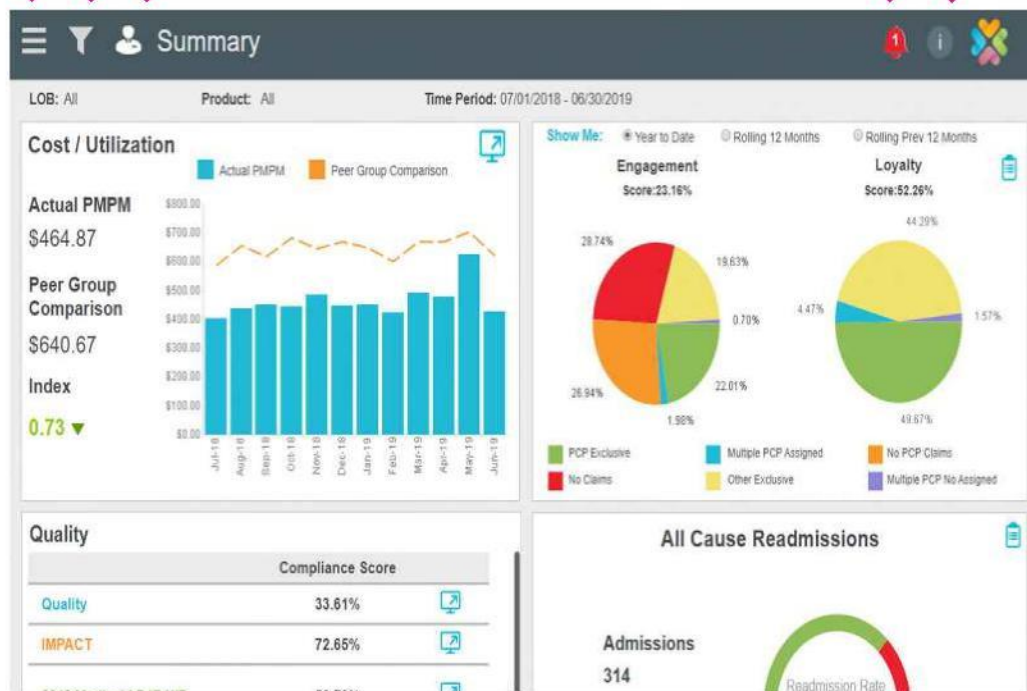 Summary
1
i
LOB: All
Product: All
Time Period: 07/01/2018 - 06/30/2019
Cost / Utilization
Actual PMPM
Peer Group Comparison
Actual PMPM
$464.87
Peer Group
Comparison
$640.67
Index
0.73
$800.00
$700.00
$600.00
$500.00
$400.00
$300.00
$200.00
$100.00
$0.00
Jul-18
Aug-18
Sep-18
Oct-18
Nov-18
Dec-18
Jan-19
Feb-19
Mar-19
Apr-19
May-19
Jun-19
Show Me:
Year to Date
Rolling 12 Months
Rolling Prev 12 Months
Engagement
Score:23.16%
28.74%
19.63%
0.70%
22.01%
1.98%
26.94%
Loyalty
Score:52.26%
44.29%
4.47%
1.57%
49.67%
PCP Exclusive
Multiple PCP Assigned
No PCP Claims
No Claims
Other Exclusive
Multiple PCP No Assigned
Quality
Compliance Score
Quality
33.61%
IMPACT
72.65%
All Cause Readmissions
Admissions
314
Readmission Rate